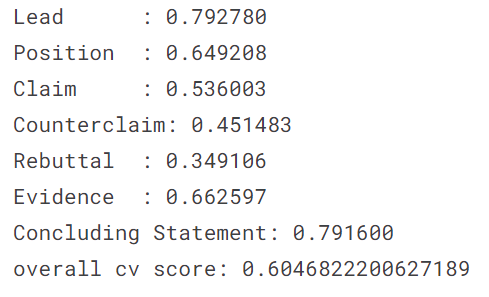 Lead      : 0.792780
Position  : 0.649208
Claim     : 0.536003
Counterclaim: 0.451483
Rebuttal  : 0.349106
Evidence  : 0.662597
Concluding Statement: 0.791600
overall cv score: 0.6046822200627189